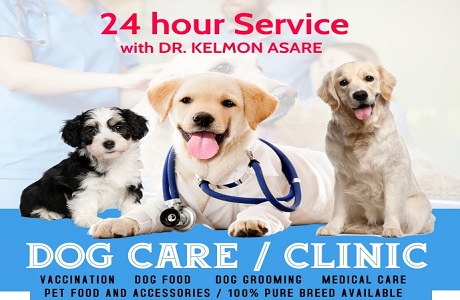 24 hour Service
with DR. KELMON ASARE
DOG CARE / CLINIC
VACCINATION DOG FOOD DOG GROOMING MEDICAL CARE
PET FOOD AND ACCESSORIES / 100% PURE BREED AVAILABLE